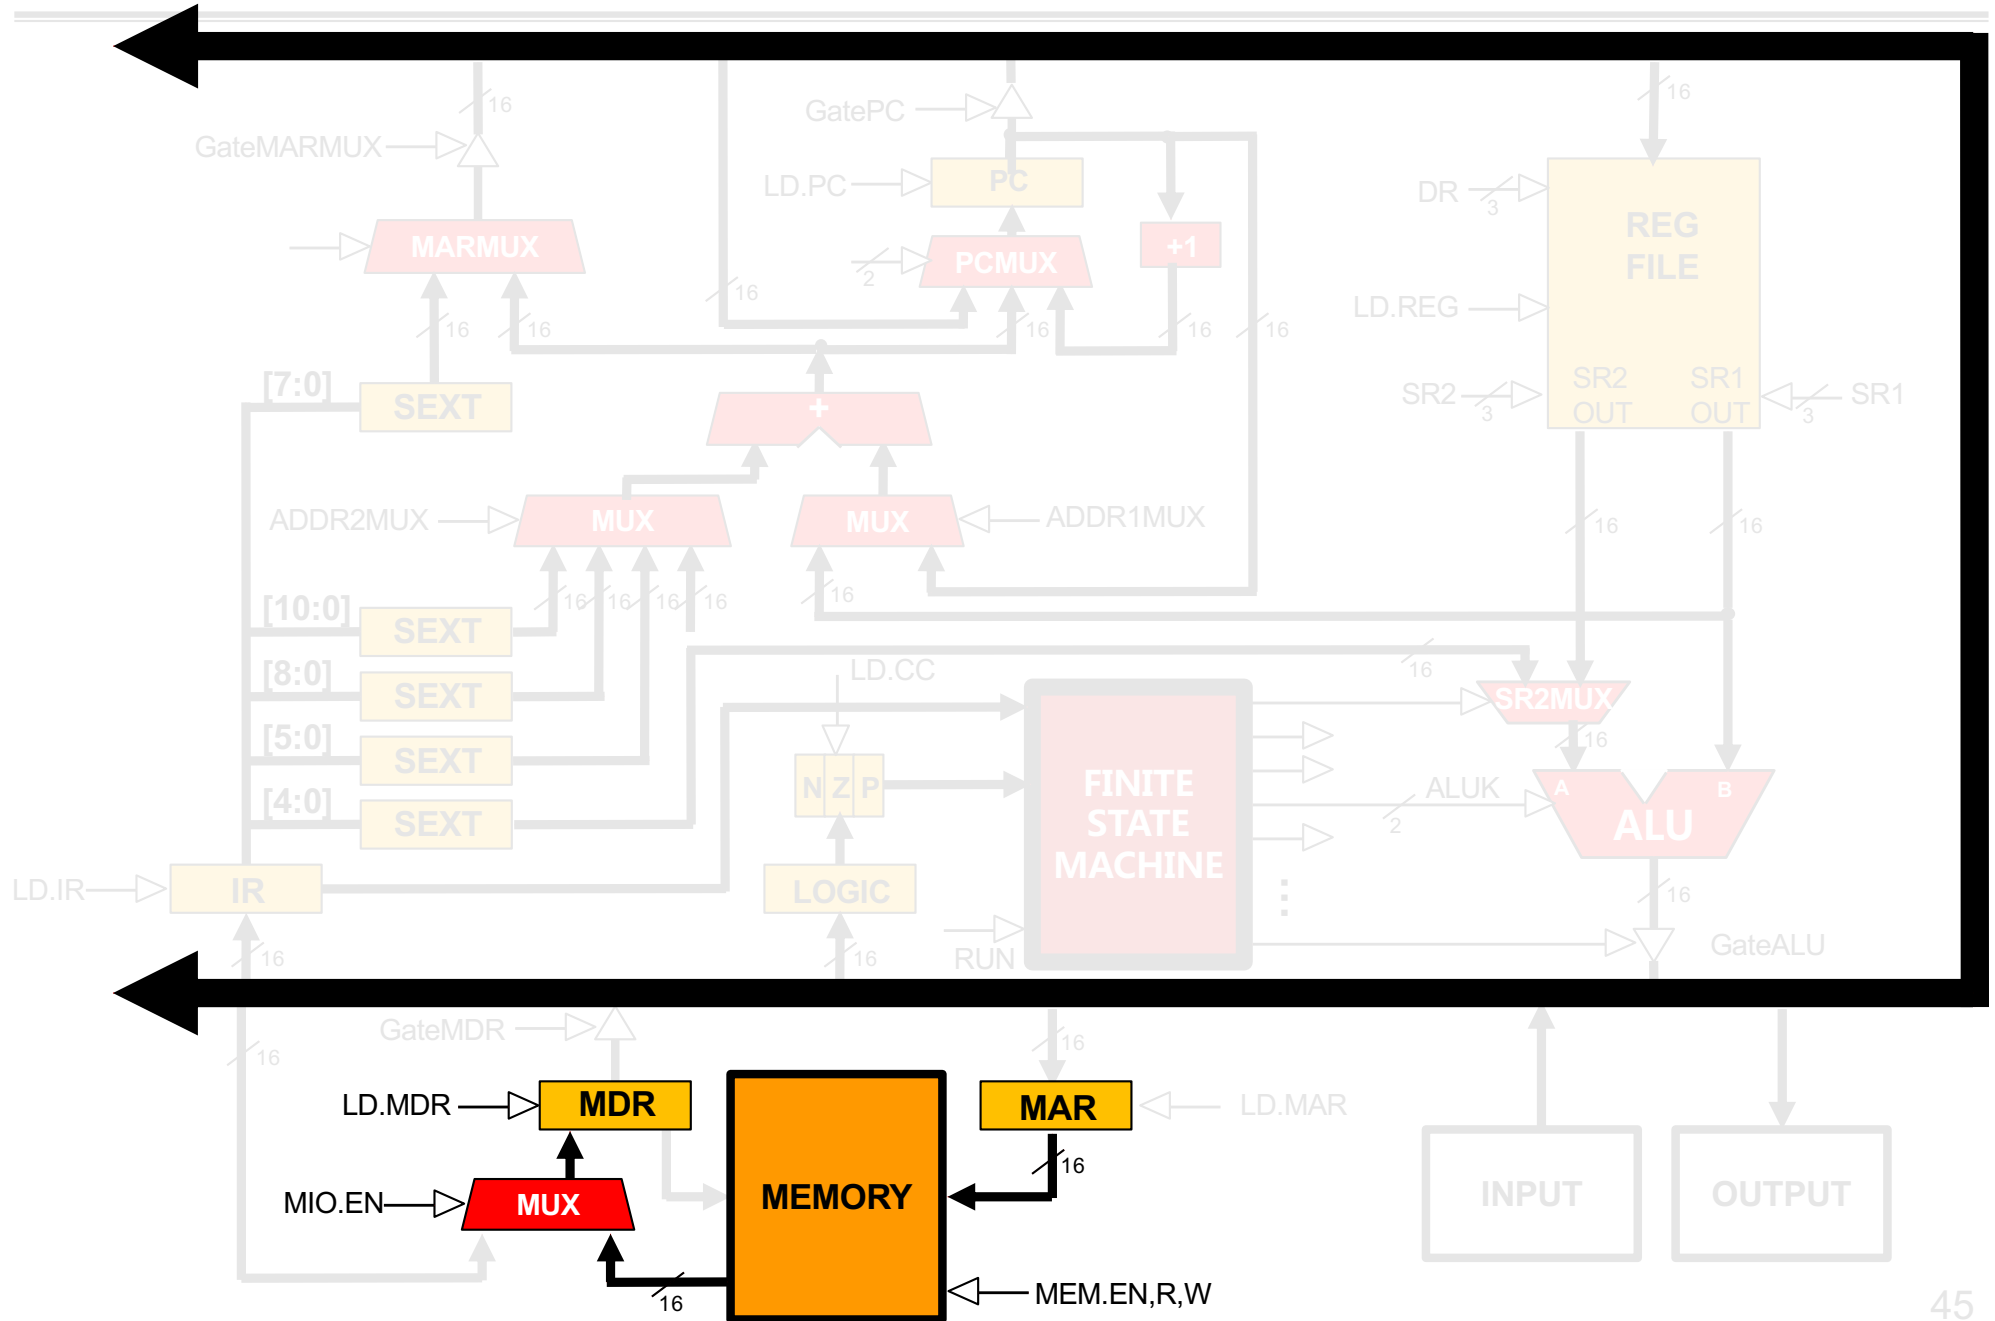 16
GatePC
16
GateMARMUX
LD.PC
PC
DR
3
REG
FILE
MARMUX
2
PCMUX
+1
16
LD.REG
16
16
16
16
16
[7:0]
SEXT
+
SR2
3
SR2
OUT
SR1
OUT
3
SR1
ADDR2MUX
MUX
MUX
ADDR1MUX
16
16
[10:0]
SEXT
16
16
16
16
16
[8:0]
SEXT
LD.CC
16
SR2MUX
[5:0]
SEXT
16
N Z P
FINITE
STATE
MACHINE
ALUK
2
A
B
ALU
[4:0]
SEXT
LD.IR
IR
LOGIC
16
16
16
RUN
GateALU
GateMDR
16
16
LD.MDR
MDR
MAR
LD.MAR
16
MIO.EN
MUX
MEMORY
INPUT
OUTPUT
16
MEM.EN,R,W
45